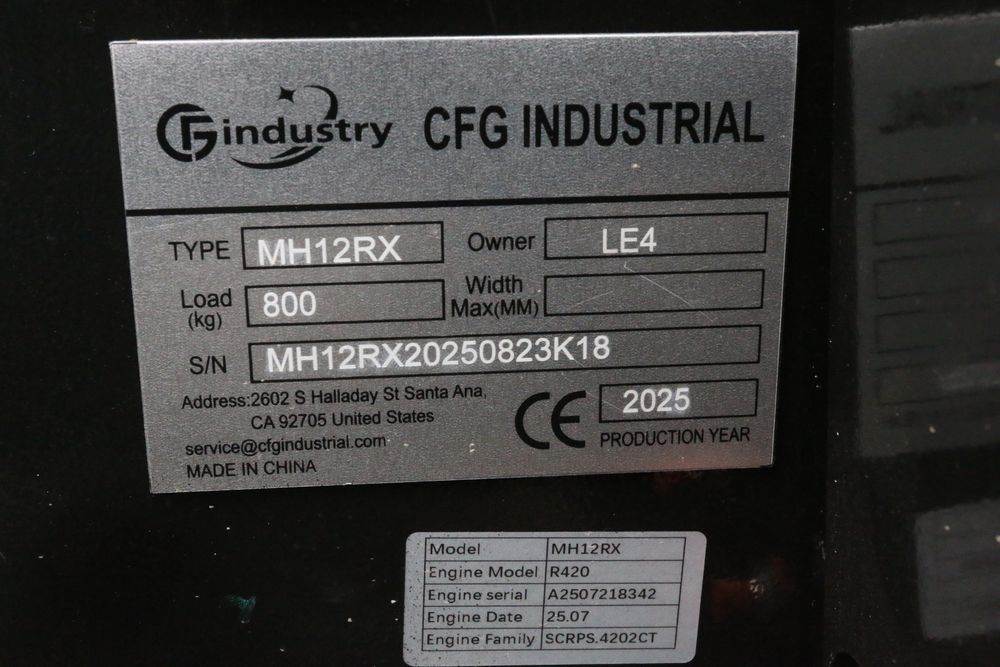 CFG industry CFG INDUSTRIAL
TYPE MH12RX Owner LE4
Load (kg) 800 Width Max(MM)
S/N MH12RX20250823K18
Address:2602 S Halladay St Santa Ana,
CA 92705 United States
service@cfgindustrial.com
MADE IN CHINA
CE 2025
PRODUCTION YEAR
Model MH12RX
Engine Model R420
Engine serial A2507218342
Engine Date 25.07
Engine Family SCRPS.4202CT